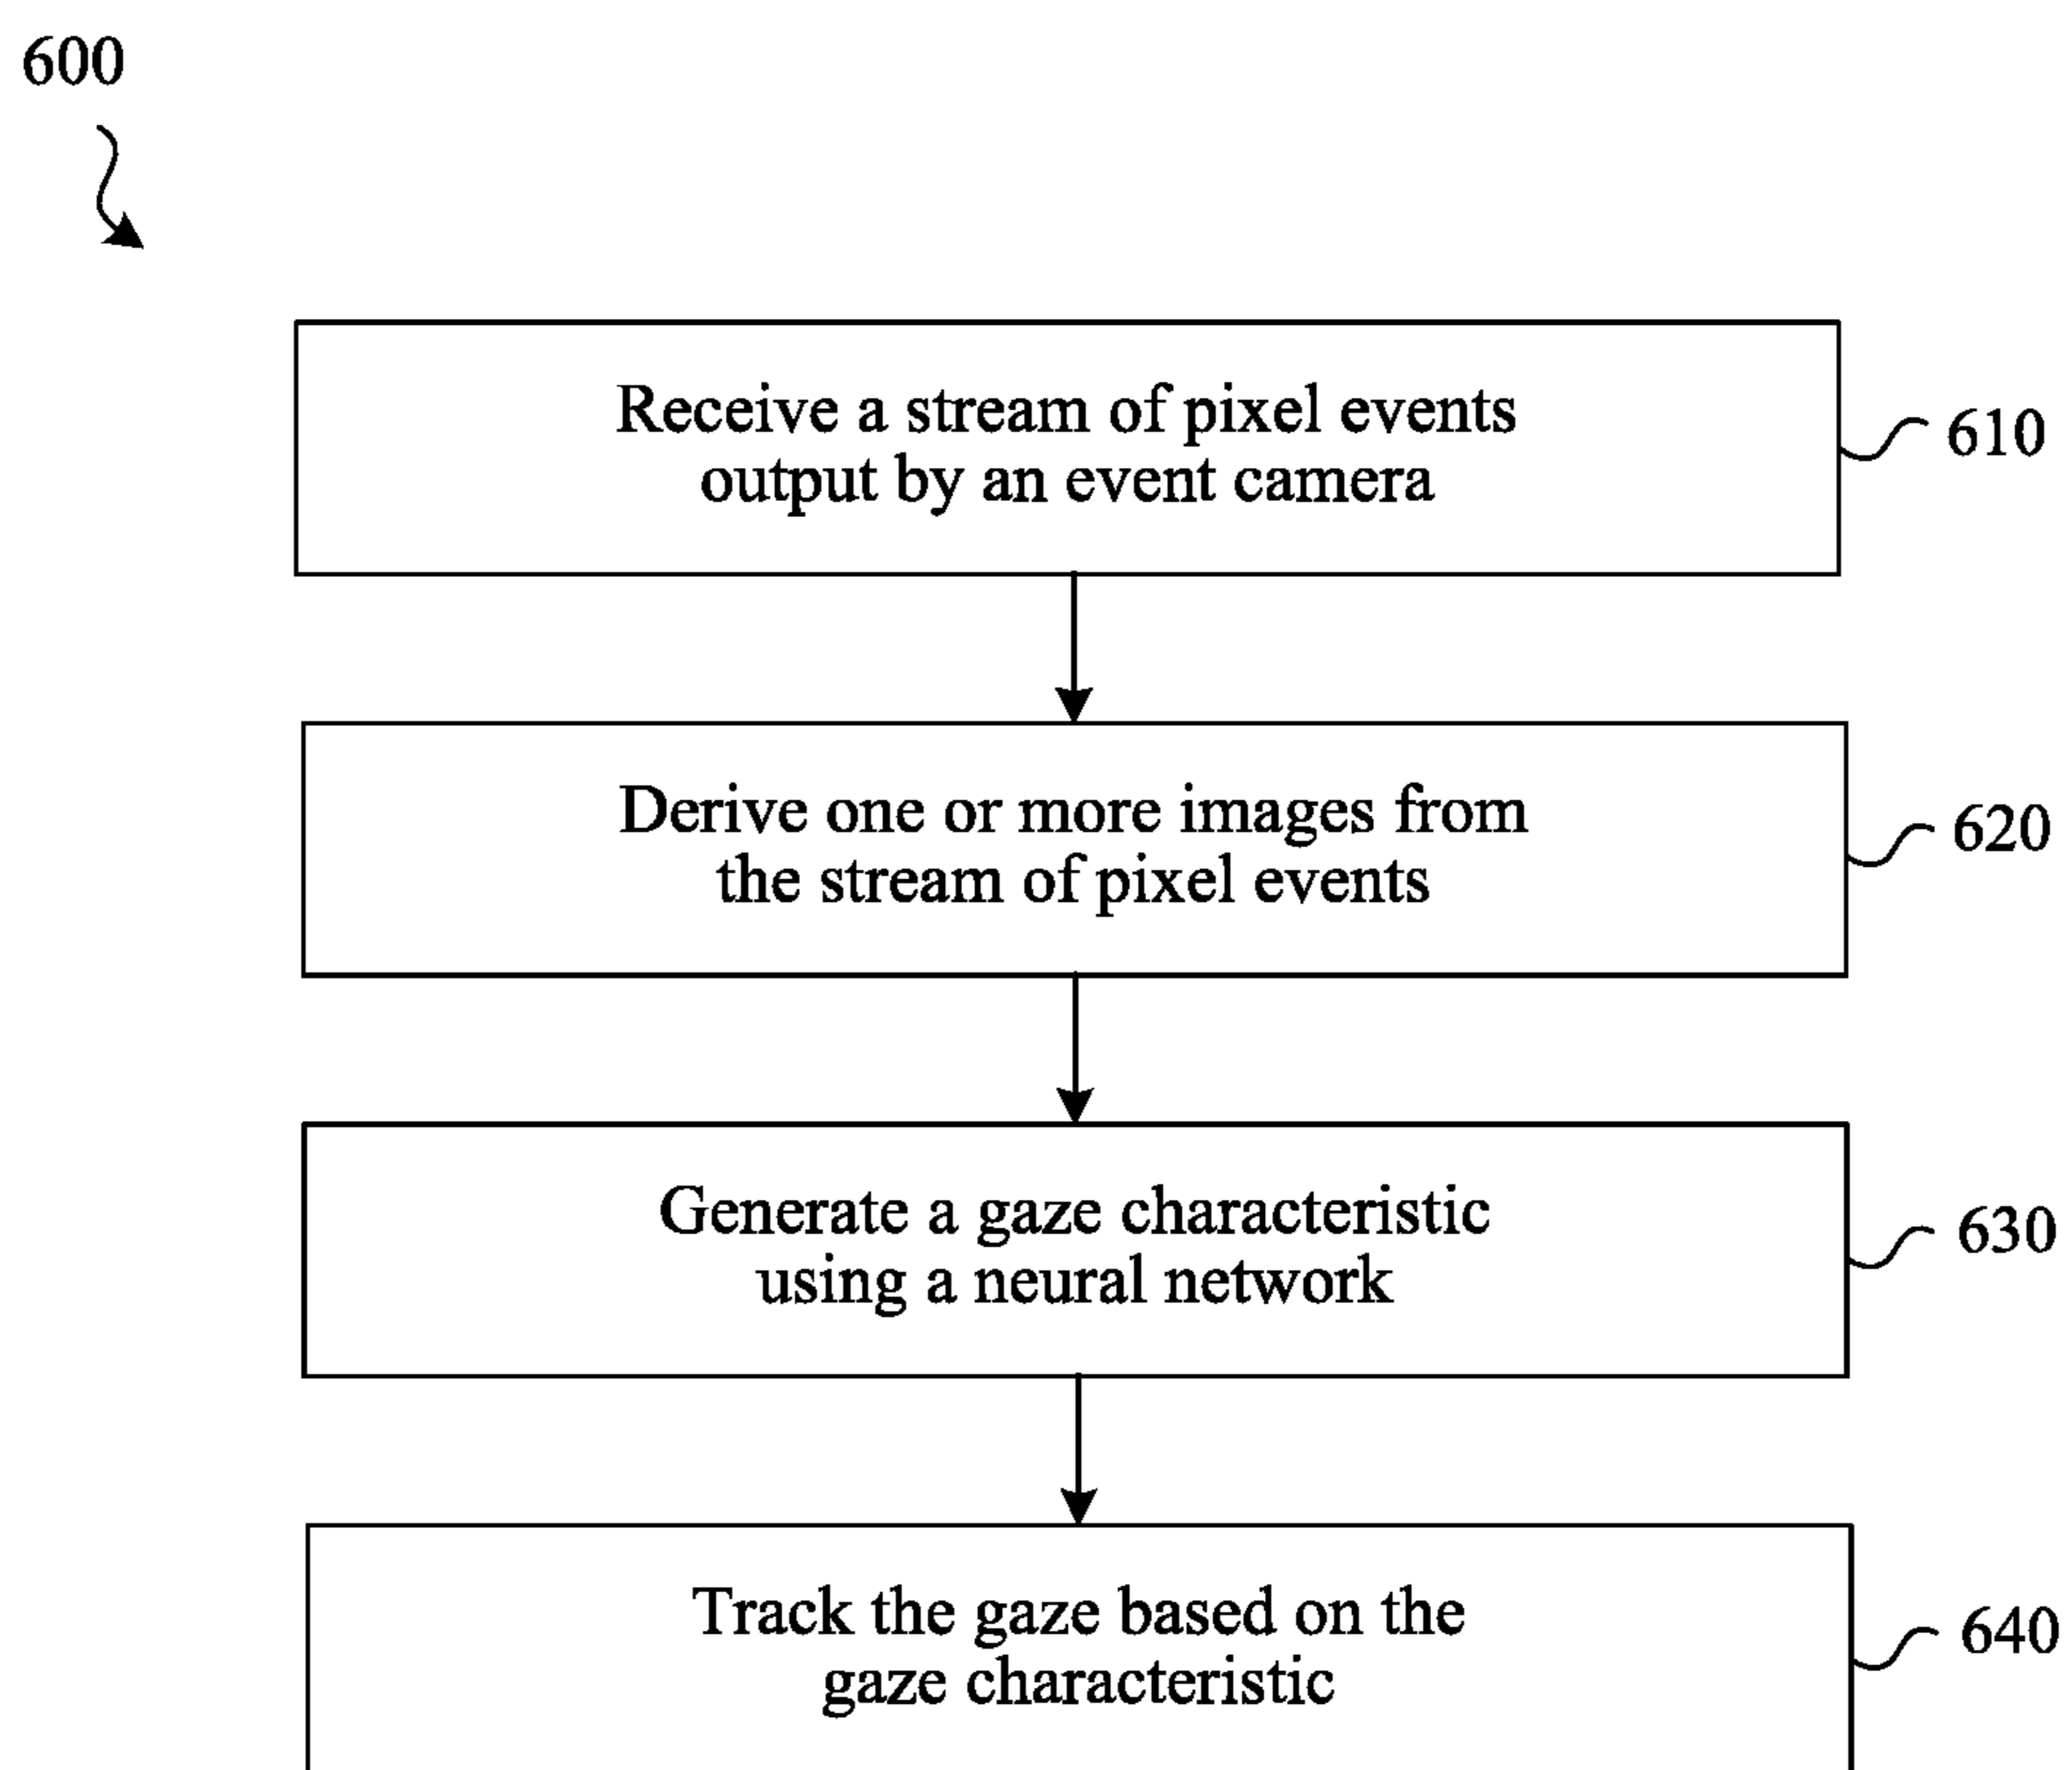 600
Receive a stream of pixel events
output by an event camera
610
Derive one or more images from
the stream of pixel events
620
Generate a gaze characteristic
using a neural network
630
Track the gaze based on the
gaze characteristic
640